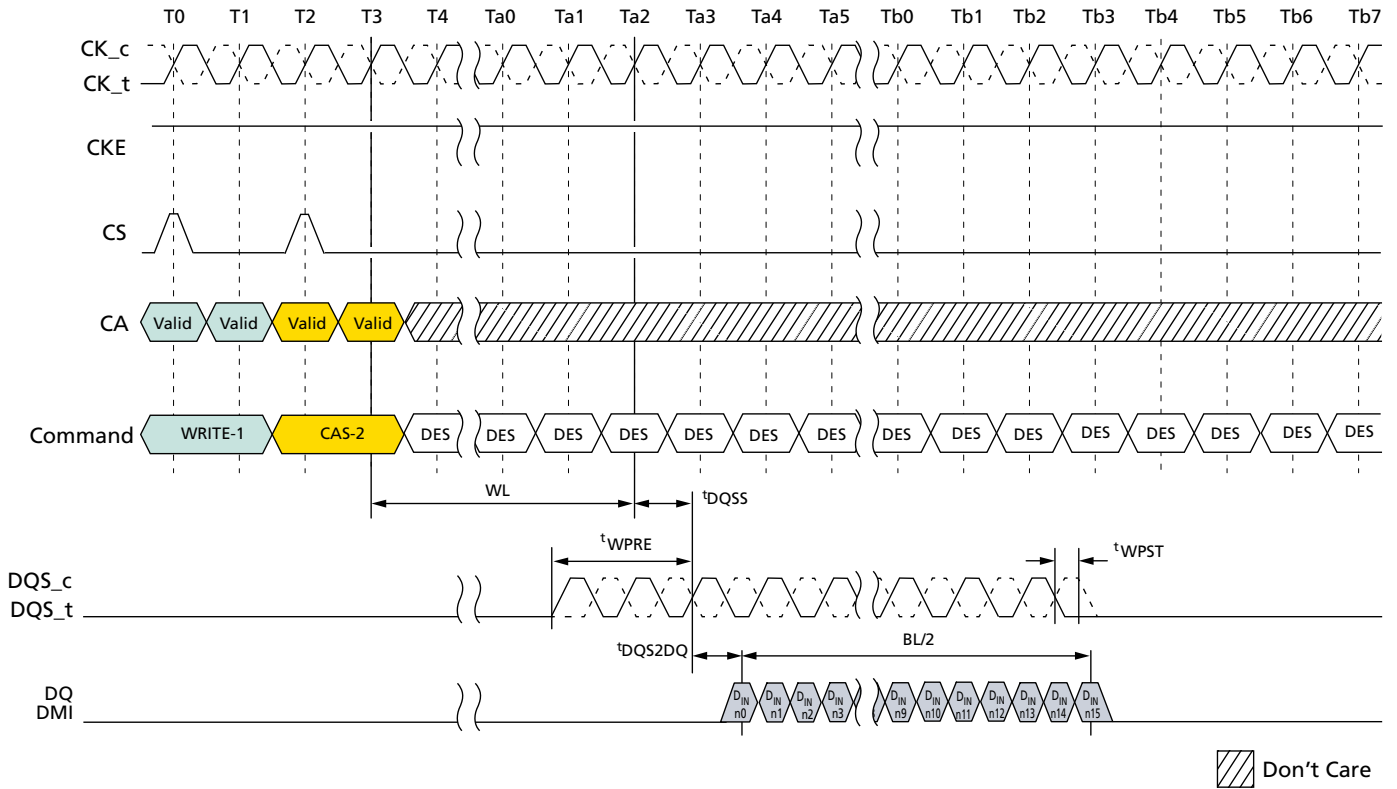 T0 T1 T2 T3 T4 Ta0 Ta1 Ta2 Ta3 Ta4 Ta5 Tb0 Tb1 Tb2 Tb3 Tb4 Tb5 Tb6 Tb7
CK_c
CK_t
CKE
CS
CA Valid Valid Valid Valid
Command WRITE-1 CAS-2 DES DES DES DES DES DES DES DES DES DES DES DES DES DES DES
WL tDQSS
tWPRE tWPST
DQS_c
DQS_t
tDQS2DQ BL/2
DQ
DMI
DIN n0 DIN n1 DIN n2 DIN n3 DIN n9 DIN n10 DIN n11 DIN n12 DIN n13 DIN n14 DIN n15
Don't Care